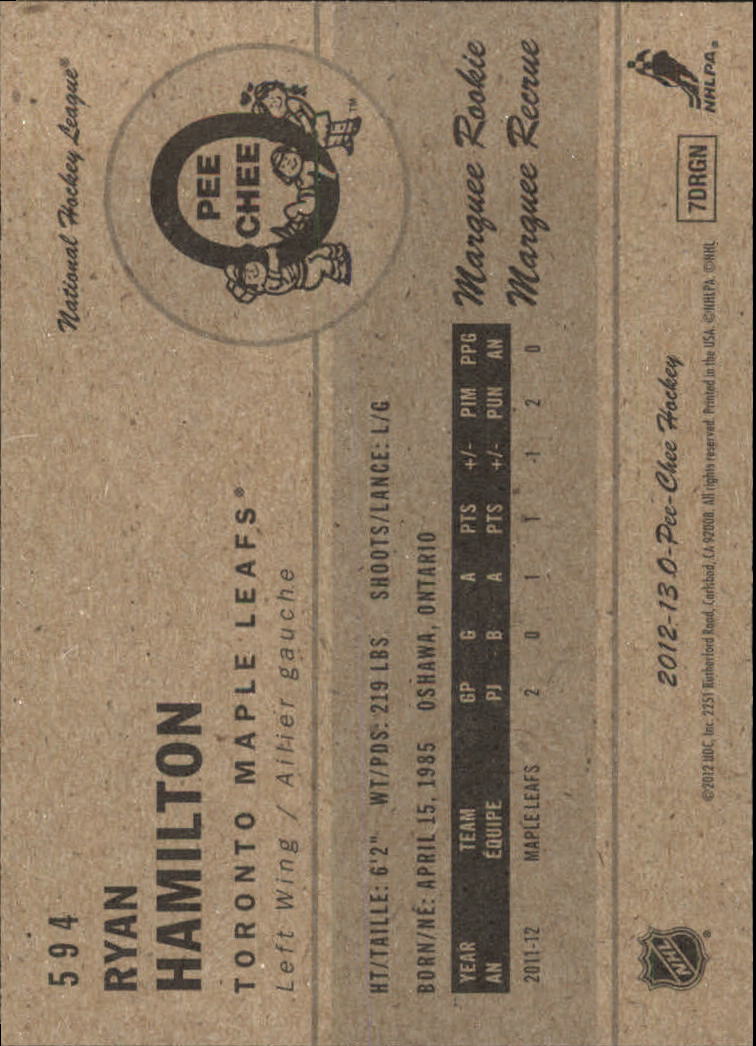 594
National Hockey League®
RYAN
HAMILTON
TORONTO MAPLE LEAFS®
Left Wing / Ailier gauche
O
PEE
CHEE
TM
HT/TAILLE: 6'2" WT/PDS: 219 LBS SHOOTS/LANCE: L/G
BORN/NÉ: APRIL 15, 1985 OSHAWA, ONTARIO
Marquee Rookie
Marquee Recrue
YEAR TEAM GP G A PTS +/- PIM PPG
AN ÉQUIPE PJ B A PTS +/- PUN AN
2011-12 MAPLE LEAFS 2 0 1 1 -1 2 0
NHL ®
2012-13 O-Pee-Chee Hockey
7DRGN
NHLPA®
©2012 UDC, Inc. 2251 Rutherford Road, Carlsbad, CA 92008. All rights reserved. Printed in the USA. ©NHLPA ©NHL